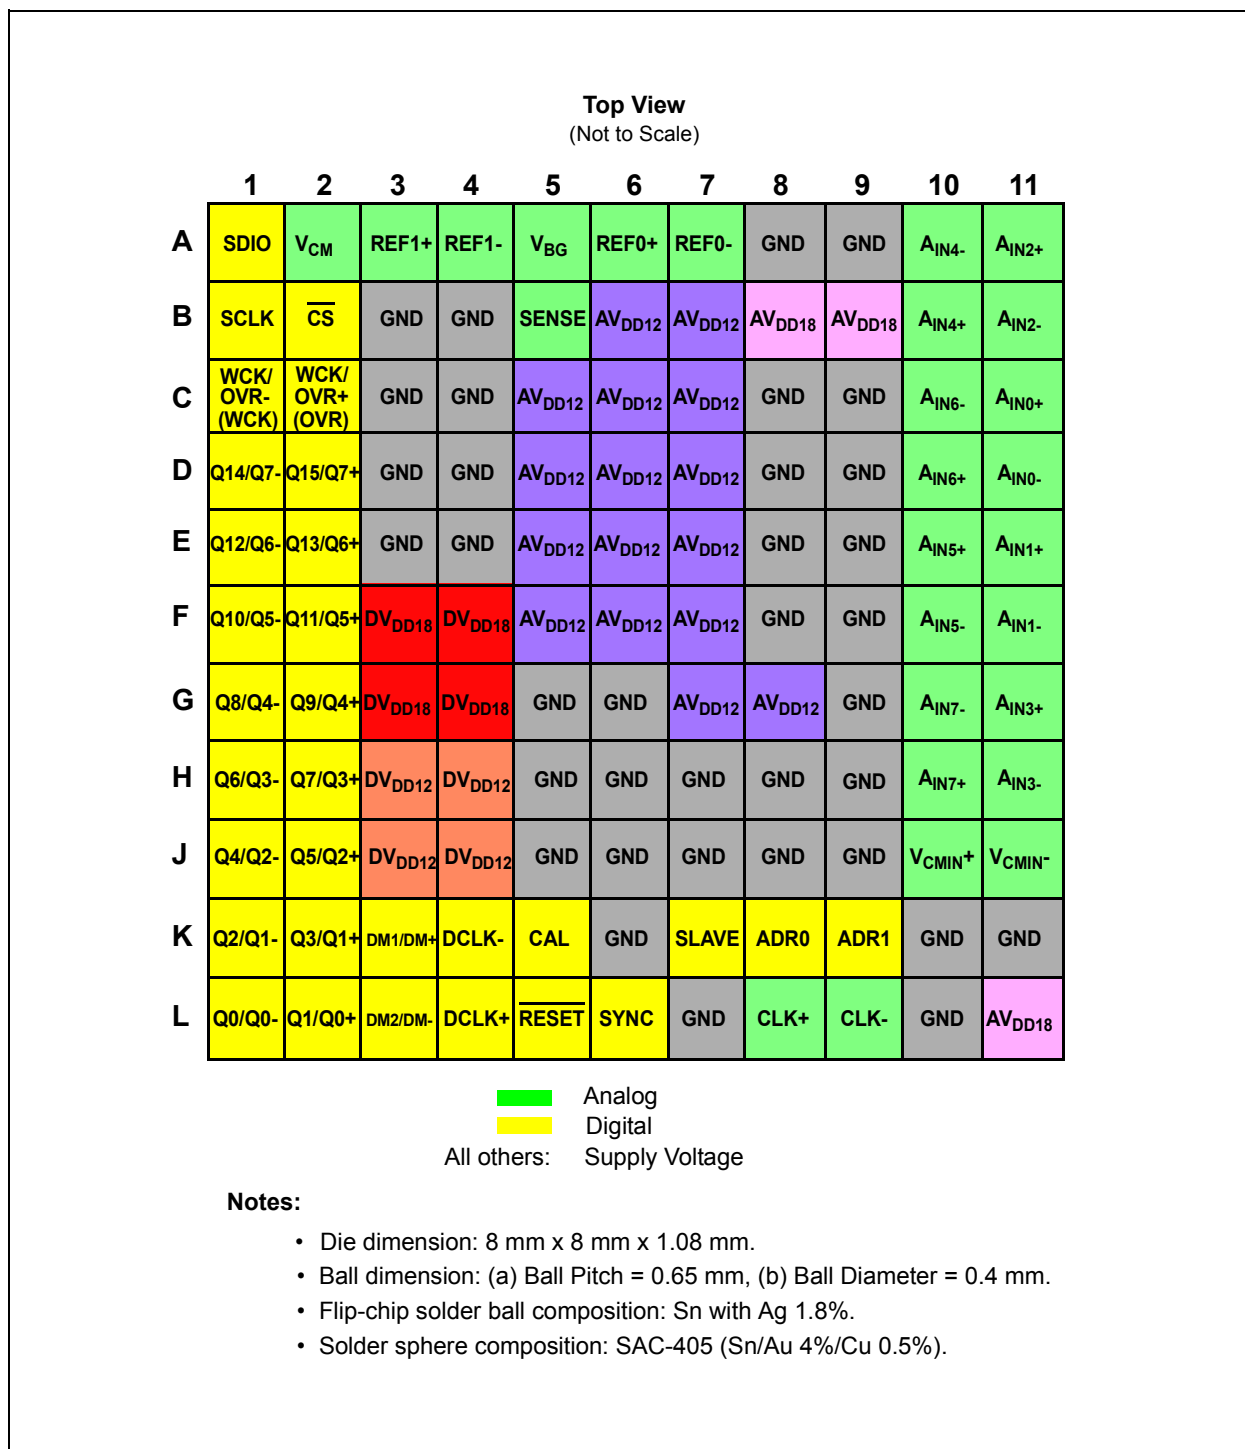 Top View
(Not to Scale)
1 2 3 4 5 6 7 8 9 10 11
A SDIO VCM REF1+ REF1- VBG REF0+ REF0- GND GND AIN4- AIN2+
B SCLK CS GND GND SENSE AVDD12 AVDD12 AVDD18 AVDD18 AIN4+ AIN2-
C WCK/OVR-(WCK) WCK/OVR+(OVR) GND GND AVDD12 AVDD12 AVDD12 GND GND AIN6- AIN0+
D Q14/Q7- Q15/Q7+ GND GND AVDD12 AVDD12 AVDD12 GND GND AIN6+ AIN0-
E Q12/Q6- Q13/Q6+ GND GND AVDD12 AVDD12 AVDD12 GND GND AIN5+ AIN1+
F Q10/Q5- Q11/Q5+ DVDD18 DVDD18 AVDD12 AVDD12 AVDD12 GND GND AIN5- AIN1-
G Q8/Q4- Q9/Q4+ DVDD18 DVDD18 GND GND AVDD12 AVDD12 GND AIN7- AIN3+
H Q6/Q3- Q7/Q3+ DVDD12 DVDD12 GND GND GND GND GND AIN7+ AIN3-
J Q4/Q2- Q5/Q2+ DVDD12 DVDD12 GND GND GND GND GND VCMIN+ VCMIN-
K Q2/Q1- Q3/Q1+ DM1/DM+ DCLK- CAL GND SLAVE ADR0 ADR1 GND GND
L Q0/Q0- Q1/Q0+ DM2/DM- DCLK+ RESET SYNC GND CLK+ CLK- GND AVDD18
Analog
Digital
All others: Supply Voltage
Notes:
• Die dimension: 8 mm x 8 mm x 1.08 mm.
• Ball dimension: (a) Ball Pitch = 0.65 mm, (b) Ball Diameter = 0.4 mm.
• Flip-chip solder ball composition: Sn with Ag 1.8%.
• Solder sphere composition: SAC-405 (Sn/Au 4%/Cu 0.5%).